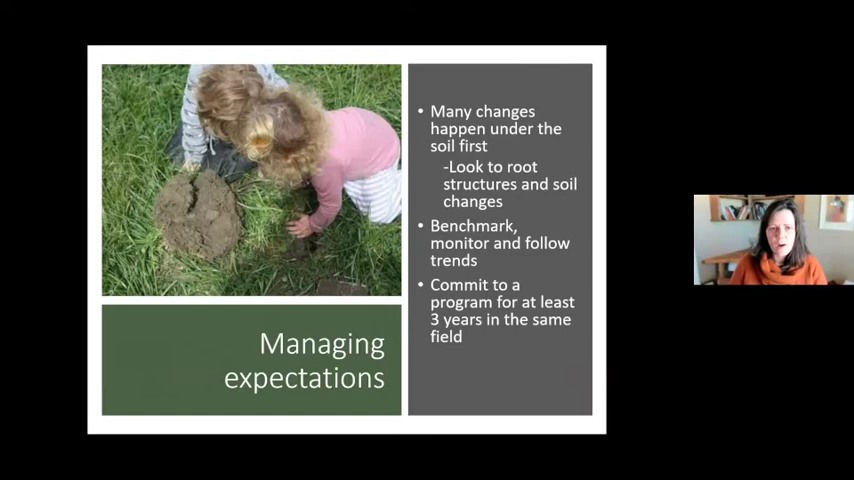 • Many changes
happen under the
soil first
-Look to root
structures and soil
changes
• Benchmark,
monitor and follow
trends
• Commit to a
program for at least
3 years in the same
field
Managing
expectations